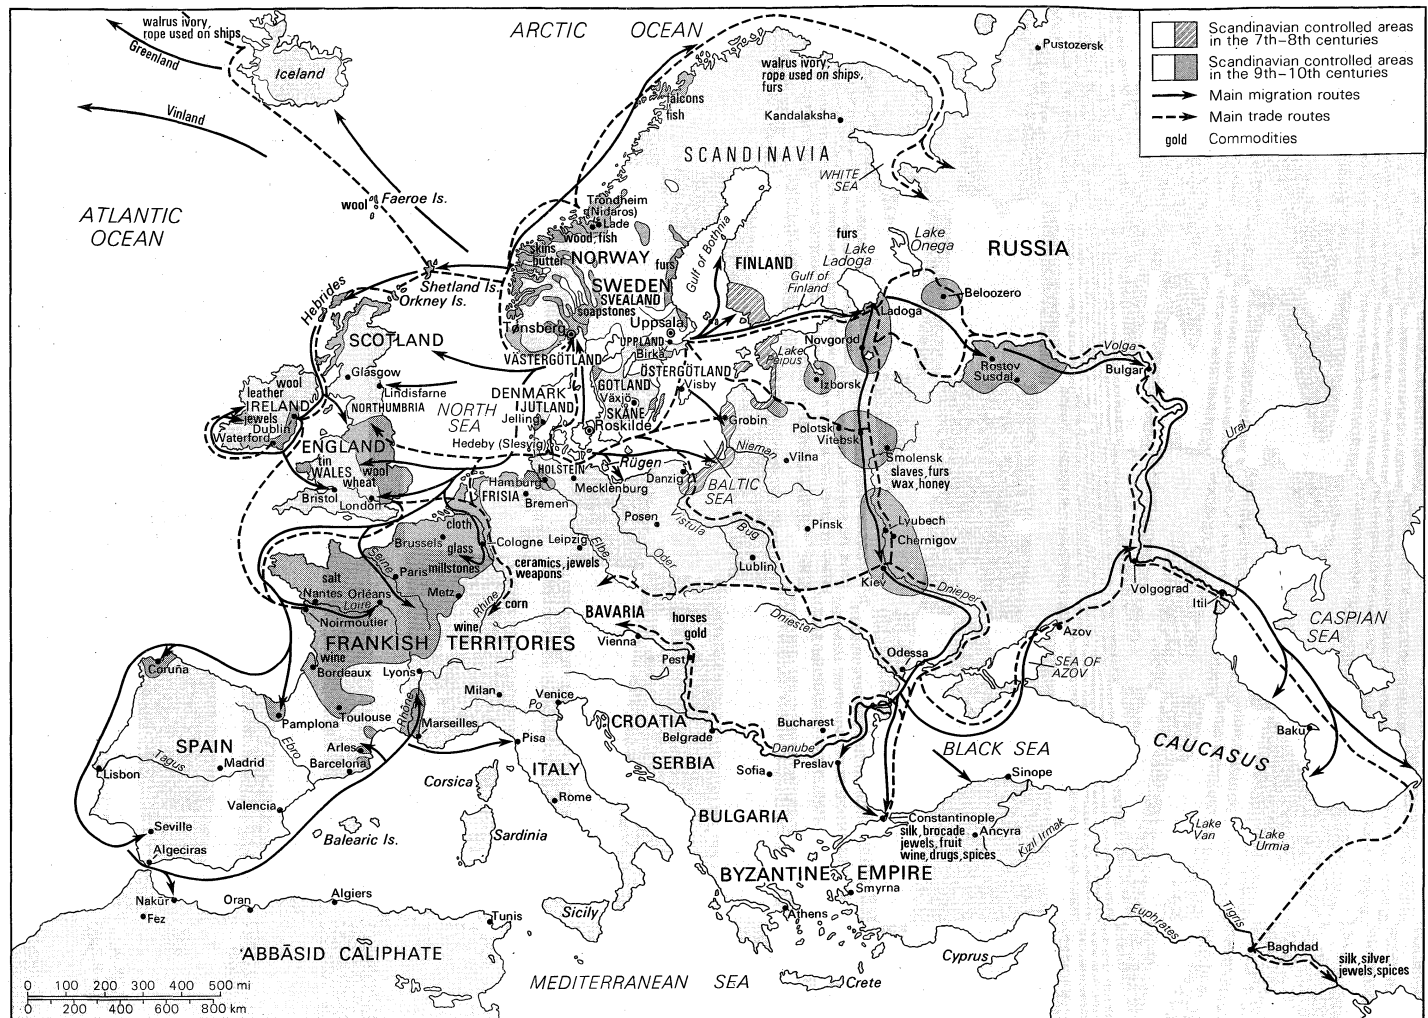 Scandinavian controlled areas
in the 7th–8th centuries
Scandinavian controlled areas
in the 9th–10th centuries
Main migration routes
Main trade routes
gold Commodities
walrus ivory,
rope used on ships
Greenland
Iceland
Vinland
ARCTIC OCEAN
ATLANTIC
OCEAN
wool Faeroe Is.
falcons
fish
walrus ivory,
rope used on ships,
furs
Kandalaksha
Pustozersk
SCANDINAVIA
WHITE
SEA
Trondheim
(Nidaros)
Lade
wood, fish
skins
butter
NORWAY
furs
Gulf of Bothnia
FINLAND
Gulf of
Finland
furs
Lake
Ladoga
Lake
Onega
RUSSIA
Shetland Is.
Orkney Is.
Hebrides
SWEDEN
SVEALAND
soapstones
Tønsberg
Uppsala
UPPLAND
Birka
VÄSTERGÖTLAND
ÖSTERGÖTLAND
Ladoga
Beloozero
Novgorod
Lake
Peipus
Izborsk
Rostov
Susdal
Volga
Bulgar
Ural
SCOTLAND
Glasgow
Lindisfarne
NORTHUMBRIA
NORTH
SEA
DENMARK
JUTLAND
Jelling
GOTLAND
Växjö
SKÅNE
Roskilde
Visby
Grobin
Polotsk
Vitebsk
Smolensk
slaves, furs
wax, honey
wool
leather
IRELAND
jewels
Dublin
Waterford
ENGLAND
tin
WALES
wool
wheat
Bristol
London
Hedeby (Slesvig)
HOLSTEIN
Hamburg
FRISIA
Bremen
Rügen
Mecklenburg
Danzig
BALTIC
SEA
Nieman
Vilna
Posen
Vistula
Bug
Pinsk
Lublin
Lyubech
Chernigov
Kiev
Dnieper
cloth
Brussels
glass
Cologne
Leipzig
Elbe
Oder
ceramics, jewels
weapons
millstones
Seine
Paris
Metz
Rhine
corn
salt
Nantes
Orléans
Loire
Noirmoutier
FRANKISH TERRITORIES
wine
BAVARIA
Vienna
horses
gold
Pest
Dniester
Odessa
Azov
SEA OF
AZOV
Volgograd
Itil
CASPIAN
SEA
Coruña
wine
Bordeaux
Lyons
Milan
Venice
Po
Rhône
Toulouse
Marseilles
Pamplona
Arles
Barcelona
Ebro
SPAIN
Tagus
Madrid
Lisbon
Valencia
Seville
Algeciras
Balearic Is.
Corsica
Sardinia
Pisa
ITALY
Rome
CROATIA
Belgrade
SERBIA
Bucharest
Danube
Preslav
Sofia
BULGARIA
BLACK SEA
Sinope
CAUCASUS
Baku
Constantinople
silk, brocade
jewels, fruit
wine, drugs, spices
Ancyra
Kizil Irmak
Lake
Van
Lake
Urmia
BYZANTINE EMPIRE
Smyrna
Athens
Crete
Cyprus
Sicily
Tunis
Nakūr
Fez
Oran
Algiers
'ABBĀSID CALIPHATE
MEDITERRANEAN SEA
Euphrates
Tigris
Baghdad
silk, silver
jewels, spices
0 100 200 300 400 500 mi
0 200 400 600 800 km